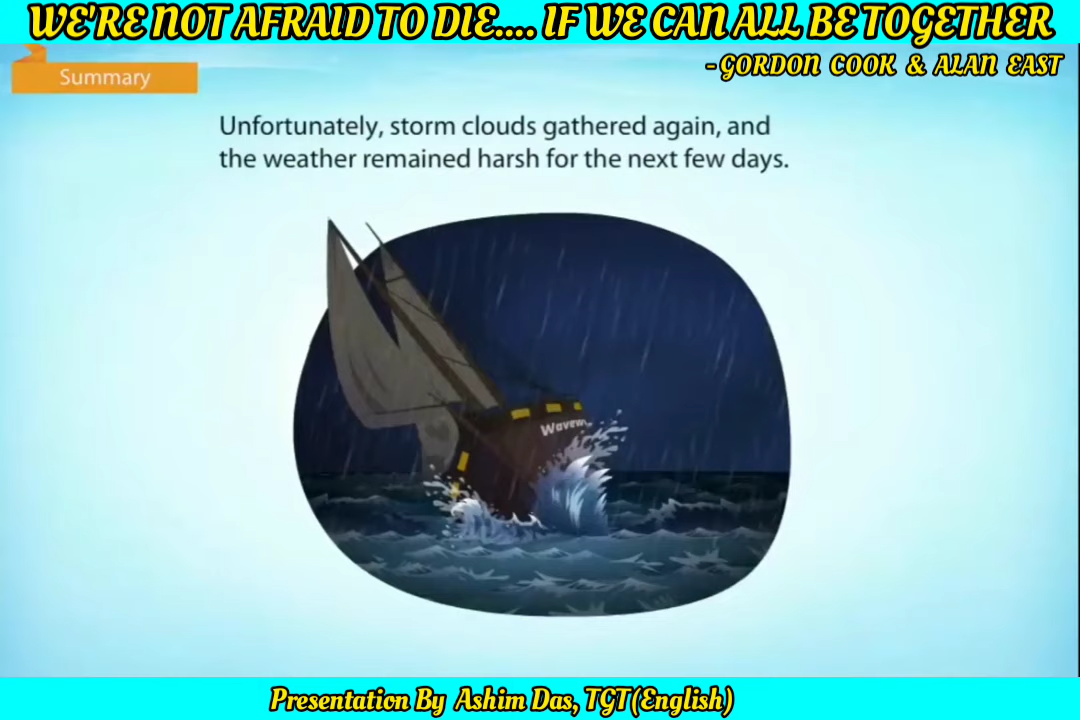 WE'RE NOT AFRAID TO DIE.... IF WE CAN ALL BE TOGETHER
- GORDON COOK & ALAN EAST
Summary
Unfortunately, storm clouds gathered again, and
the weather remained harsh for the next few days.
Wavew
Presentation By Ashim Das, TGT(English)